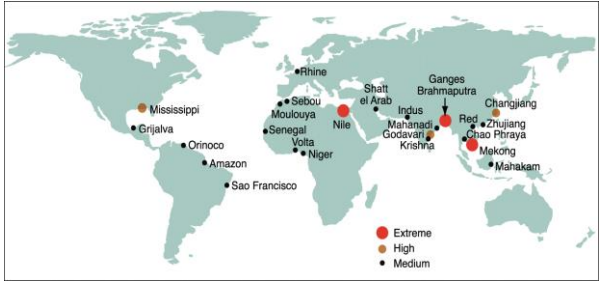 Rhine
Shatt
el Arab
Ganges
Brahmaputra
Changjiang
Mississippi
Sebou
Moulouya
Nile
Indus
Mahanadi
Godavari
Krishna
Red
Zhujiang
Chao Phraya
Grijalva
Senegal
Volta
Niger
Mekong
Orinoco
Amazon
Mahakam
Sao Francisco
Extreme
High
Medium